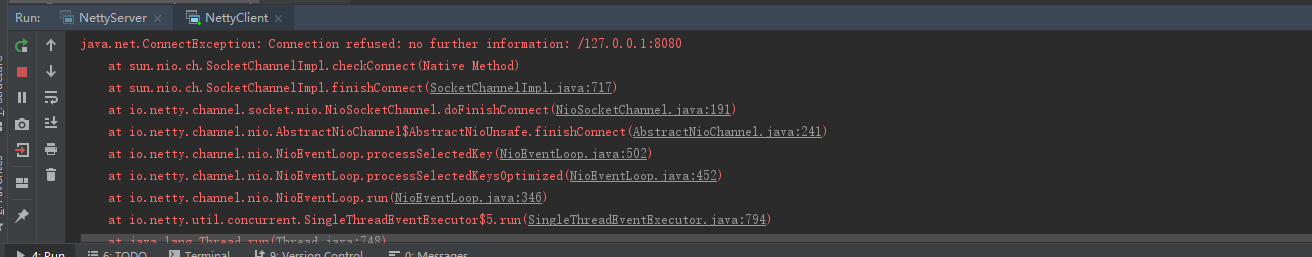 Run: NettyServer × NettyClient ×
java.net.ConnectException: Connection refused: no further information: /127.0.0.1:8080
at sun.nio.ch.SocketChannelImpl.checkConnect(Native Method)
at sun.nio.ch.SocketChannelImpl.finishConnect(SocketChannelImpl.java:717)
at io.netty.channel.socket.nio.NioSocketChannel.doFinishConnect(NioSocketChannel.java:191)
at io.netty.channel.nio.AbstractNioChannel$AbstractNioUnsafe.finishConnect(AbstractNioChannel.java:241)
at io.netty.channel.nio.NioEventLoop.processSelectedKey(NioEventLoop.java:502)
at io.netty.channel.nio.NioEventLoop.processSelectedKeysOptimized(NioEventLoop.java:452)
at io.netty.channel.nio.NioEventLoop.run(NioEventLoop.java:346)
at io.netty.util.concurrent.SingleThreadEventExecutor$5.run(SingleThreadEventExecutor.java:794)
at java.lang.Thread.run(Thread.java:748)
4: Run 6: TODO Terminal 9: Version Control 0: Messages